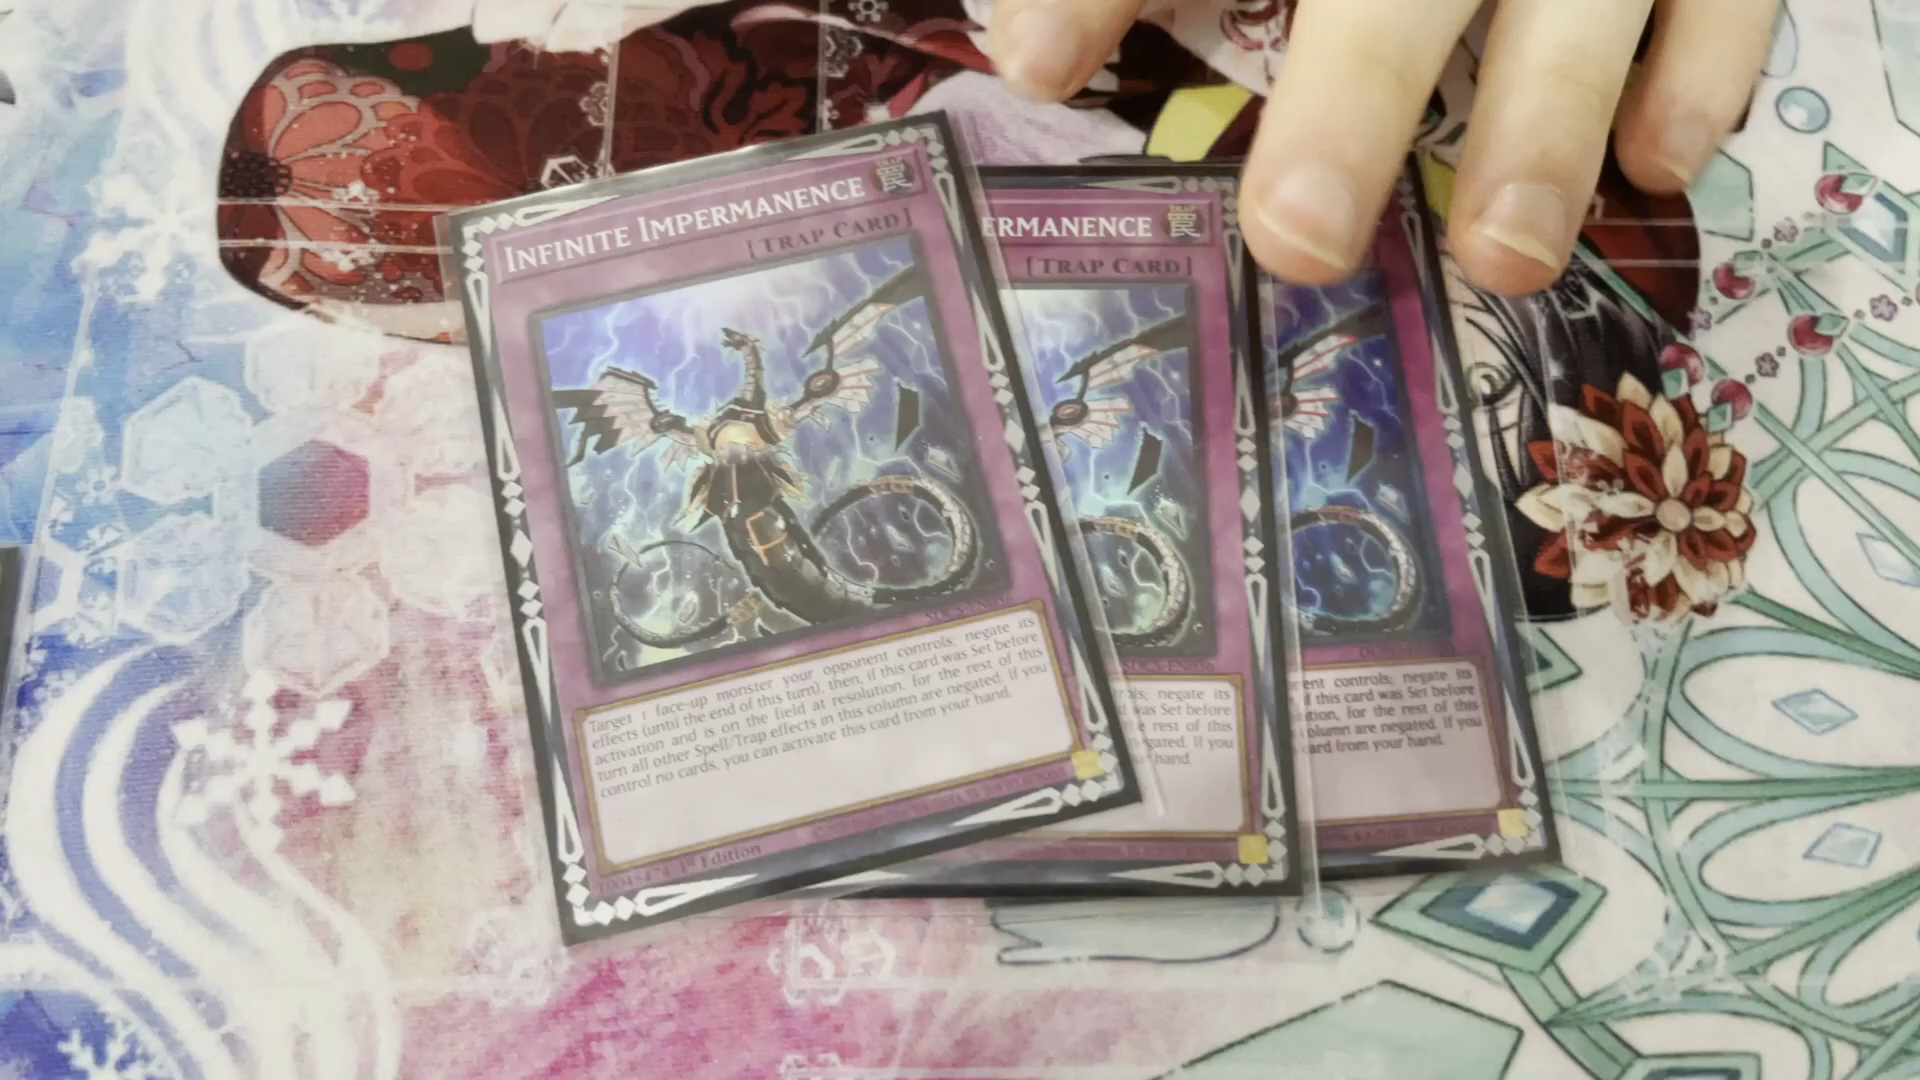 INFINITE IMPERMANENCE
[TRAP CARD]
Target 1 face-up monster your opponent controls; negate its
effects (until the end of this turn), then, if this card was Set before
activation and is on the field at resolution, for the rest of this
turn all other Spell/Trap effects in this column are negated. If you
control no cards, you can activate this card from your hand.
1st Edition
ERMANENCE
[TRAP CARD]
SDCS-EN036
ols; negate its
was Set before
e rest of this
gated. If you
hand.
ent controls; negate its
if this card was Set before
ution, for the rest of this
olumn are negated. If you
card from your hand.